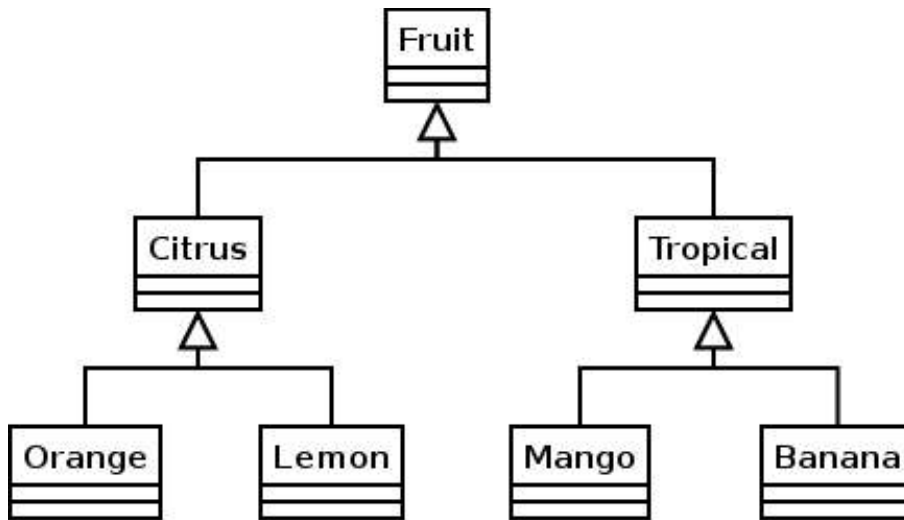 Fruit
Citrus
Tropical
Orange
Lemon
Mango
Banana